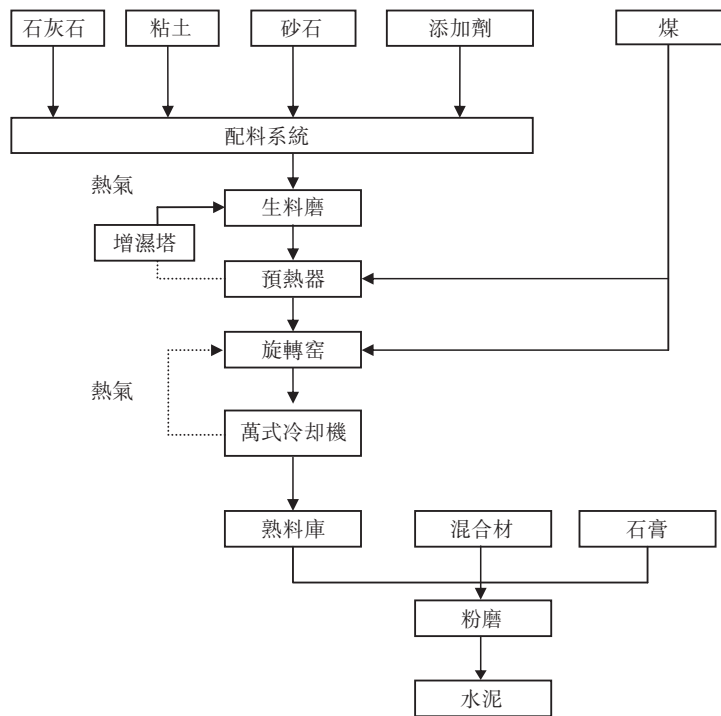 石灰石
粘土
砂石
添加劑
煤
配料系統
熱氣
生料磨
增濕塔
預熱器
旋轉窑
熱氣
萬式冷却機
熟料庫
混合材
石膏
粉磨
水泥